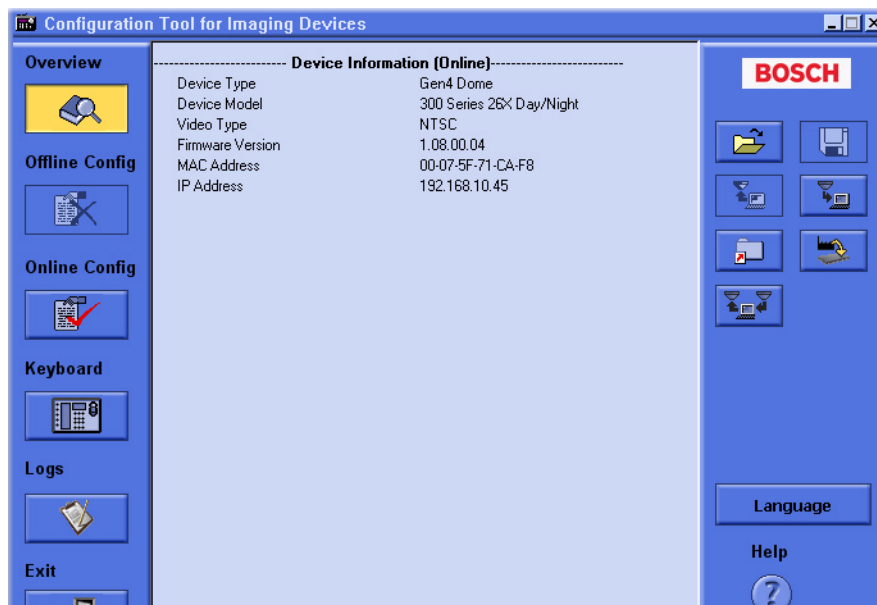 Configuration Tool for Imaging Devices
Overview
Offline Config
Online Config
Keyboard
Logs
Exit
-------------------------- Device Information (Online)--------------------------
Device Type Gen4 Dome
Device Model 300 Series 26X Day/Night
Video Type NTSC
Firmware Version 1.08.00.04
MAC Address 00-07-5F-71-CA-F8
IP Address 192.168.10.45
BOSCH
Language
Help
?